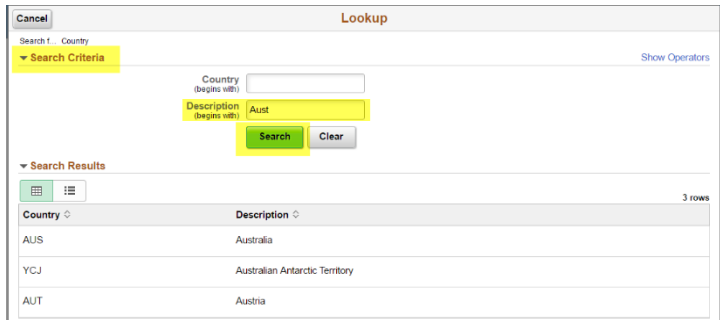 Cancel
Lookup
Search f... Country
Search Criteria
Show Operators
Country
(begins with)
Description
(begins with)
Aust
Search
Clear
Search Results
3 rows
Country
Description
AUS
Australia
YCJ
Australian Antarctic Territory
AUT
Austria